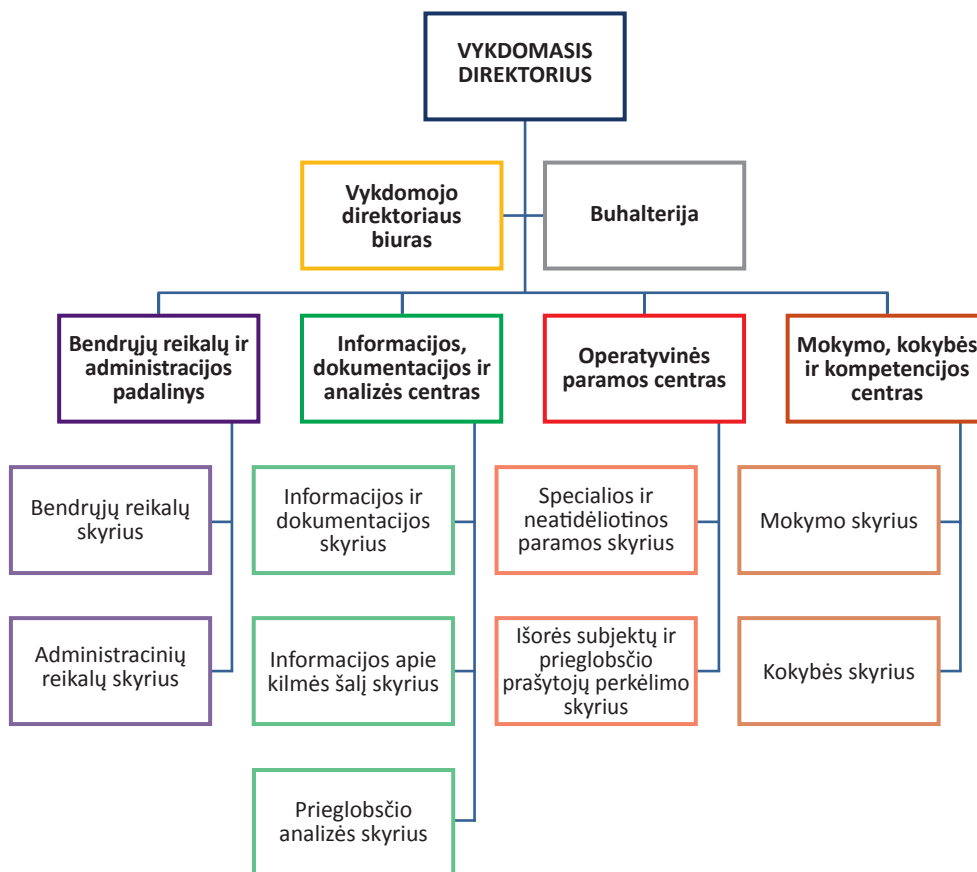 VYKDOMASIS
DIREKTORIUS
Vykdomojo
direktoriaus
biuras
Buhalterija
Bendrųjų reikalų ir
administracijos
padalinys
Informacijos,
dokumentacijos ir
analizės centras
Operatyvinės
paramos centras
Mokymo, kokybės
ir kompetencijos
centras
Bendrųjų reikalų
skyrius
Informacijos ir
dokumentacijos
skyrius
Specialios ir
neatidėliotinos
paramos skyrius
Mokymo skyrius
Administracinių
reikalų skyrius
Informacijos apie
kilmės šalį skyrius
Išorės subjektų ir
prieglobsčio
prašytojų perkėlimo
skyrius
Kokybės skyrius
Prieglobsčio
analizės skyrius